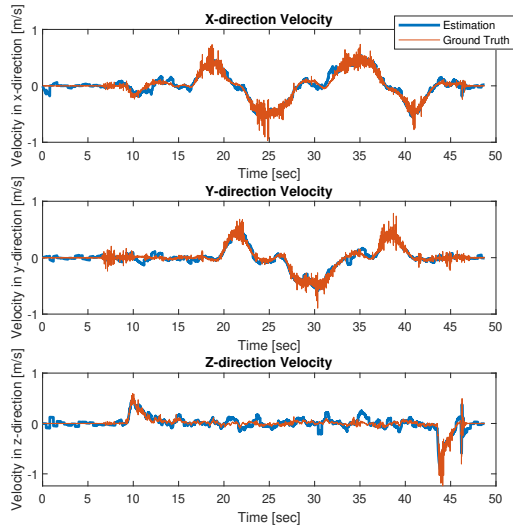 X-direction Velocity
Estimation
Ground Truth
Velocity in x-direction [m/s]
1
0
-1
0 5 10 15 20 25 30 35 40 45 50
Time [sec]
Y-direction Velocity
Velocity in y-direction [m/s]
1
0
-1
0 5 10 15 20 25 30 35 40 45 50
Time [sec]
Z-direction Velocity
Velocity in z-direction [m/s]
1
0
-1
0 5 10 15 20 25 30 35 40 45 50
Time [sec]